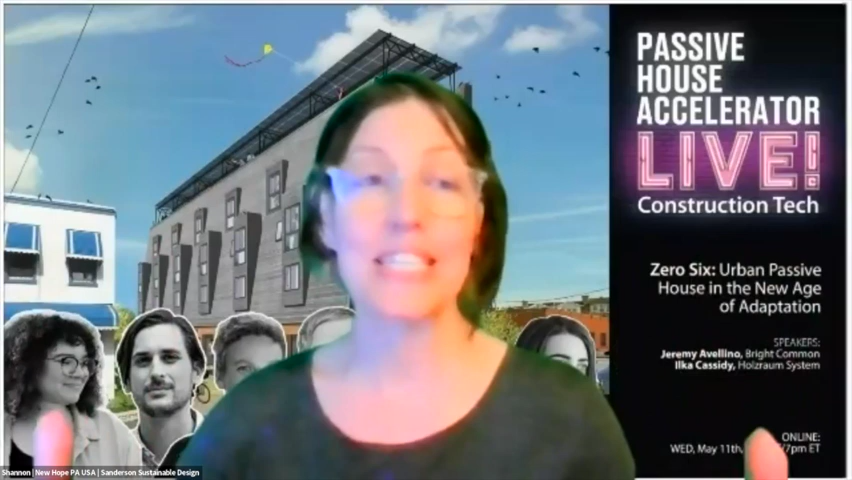 PASSIVE
HOUSE
ACCELERATOR
LIVE!
Construction Tech
Zero Six: Urban Passive
House in the New Age
of Adaptation
SPEAKERS:
Jeremy Avellino, Bright Common
Ilka Cassidy, Holzraum System
ONLINE:
WED, May 11th, /7pm ET
Shannon | New Hope PA USA | Sanderson Sustainable Design